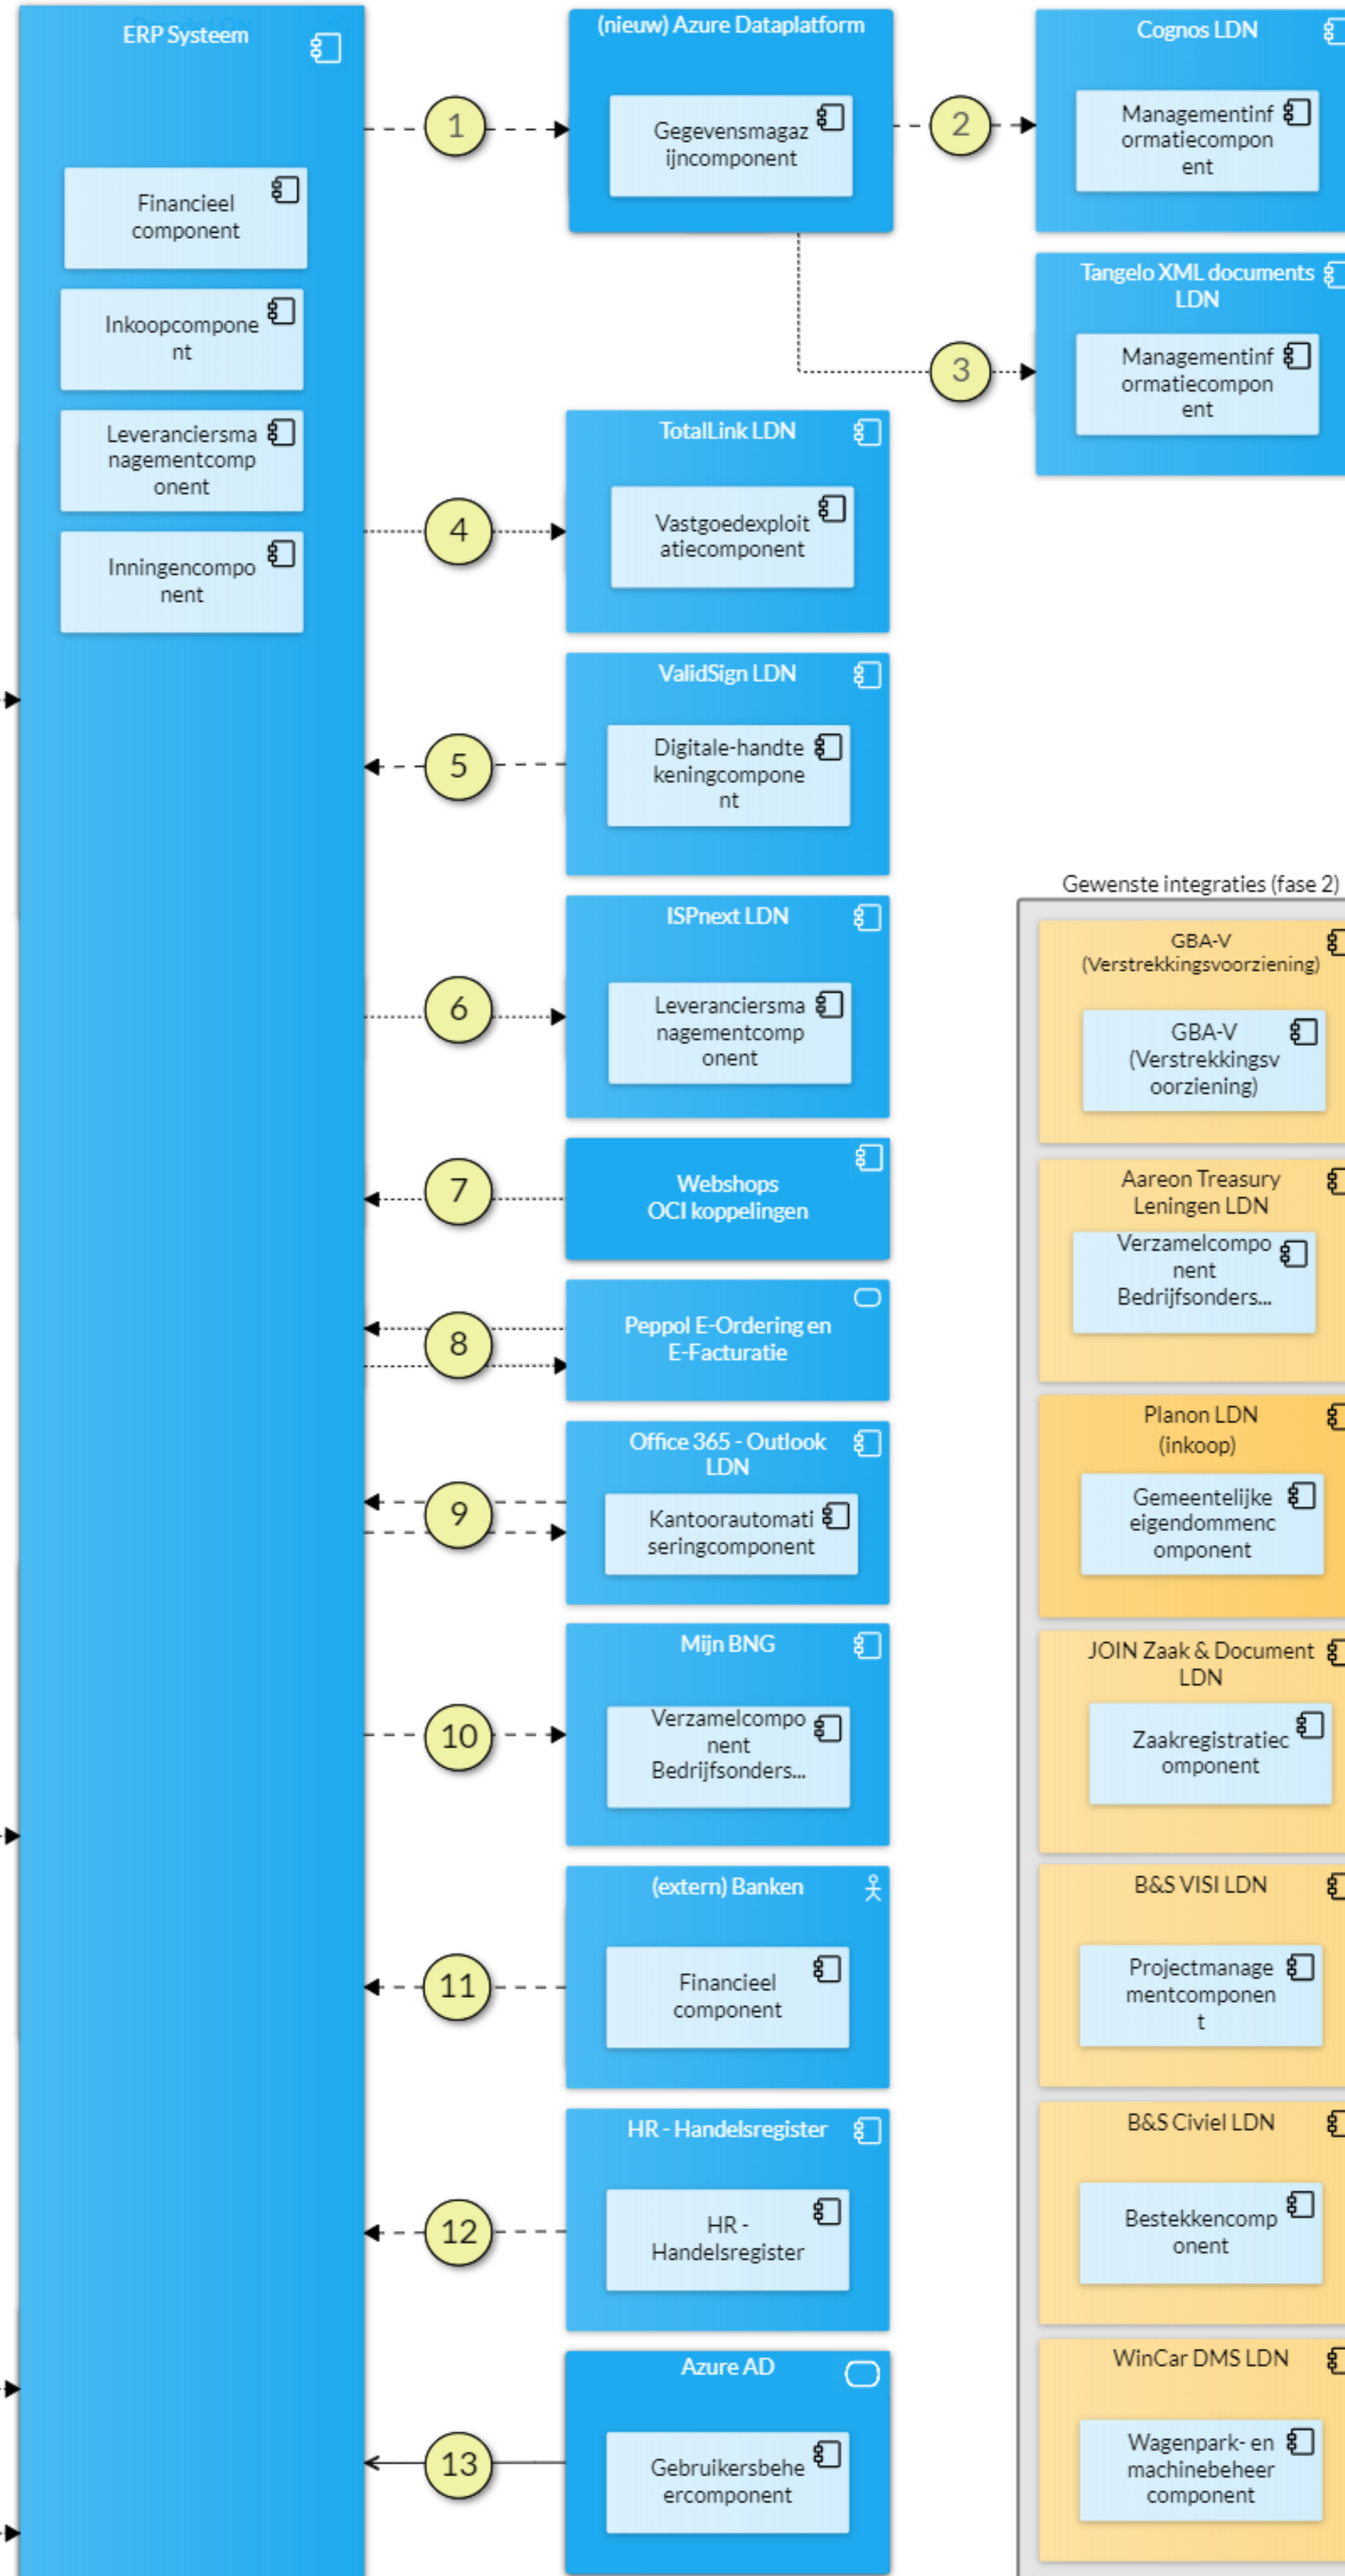 ERP Systeem
Financieel
component
Inkoopcompone
nt
Leveranciersma
nagementcomp
onent
Inningencompo
nent
1
(nieuw) Azure Dataplatform
Gegevensmagaz
ijncomponent
2
Cognos LDN
Managementinf
ormatiecompon
ent
3
Tangelo XML documents
LDN
Managementinf
ormatiecompon
ent
4
TotalLink LDN
Vastgoedexploit
atiecomponent
5
ValidSign LDN
Digitale-handte
keningcompone
nt
6
ISPnext LDN
Leveranciersma
nagementcomp
onent
7
Webshops
OCI koppelingen
8
Peppol E-Ordering en
E-Facturatie
9
Office 365 - Outlook
LDN
Kantoorautomati
seringcomponent
10
Mijn BNG
Verzamelcompo
nent
Bedrijfsonders...
11
(extern) Banken
Financieel
component
12
HR - Handelsregister
HR -
Handelsregister
13
Azure AD
Gebruikersbehe
ercomponent
Gewenste integraties (fase 2)
GBA-V
(Verstrekkingsvoorziening)
GBA-V
(Verstrekkingsv
oorziening)
Aareon Treasury
Leningen LDN
Verzamelcompo
nent
Bedrijfsonders...
Planon LDN
(inkoop)
Gemeentelijke
eigendommenc
omponent
JOIN Zaak & Document
LDN
Zaakregistratiec
omponent
B&S VISI LDN
Projectmanage
mentcomponen
t
B&S Civiel LDN
Bestekkencomp
onent
WinCar DMS LDN
Wagenpark- en
machinebeheer
component